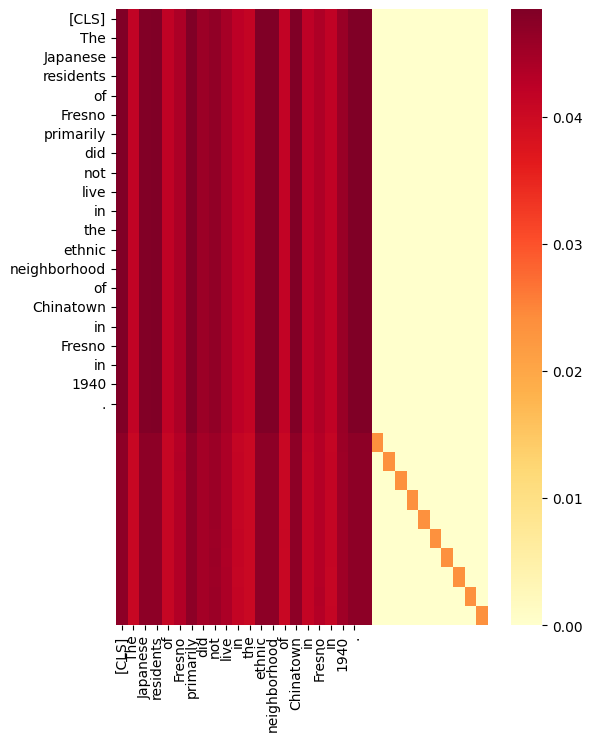 [CLS]
The
Japanese
residents
of
Fresno
primarily
did
not
live
in
the
ethnic
neighborhood
of
Chinatown
in
Fresno
in
1940
.
0.04
0.03
0.02
0.01
0.00
[CLS]
The
Japanese
residents
of
Fresno
primarily
did
not
live
in
the
ethnic
neighborhood
of
Chinatown
in
Fresno
in
1940
.